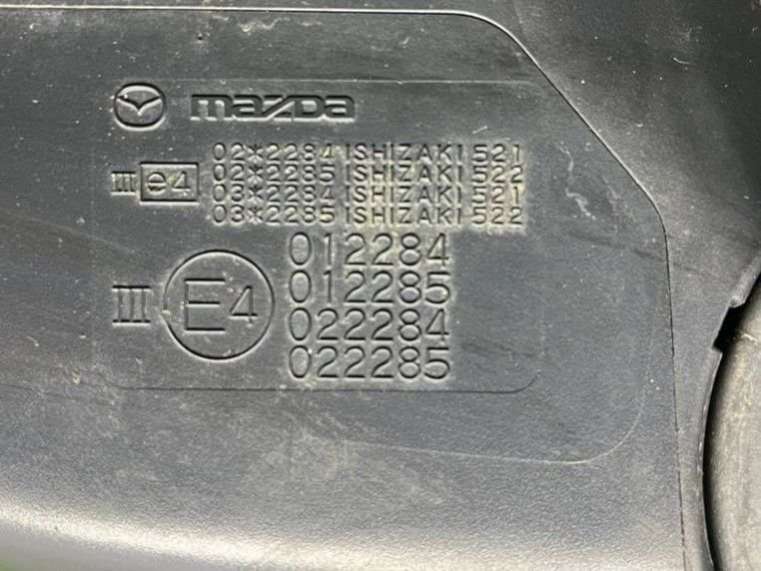 mazda
02*2284 ISHIZAKI 521
02*2285 ISHIZAKI 522
III e4
03*2284 ISHIZAKI 521
03*2285 ISHIZAKI 522
012284
012285
III E4
022284
022285